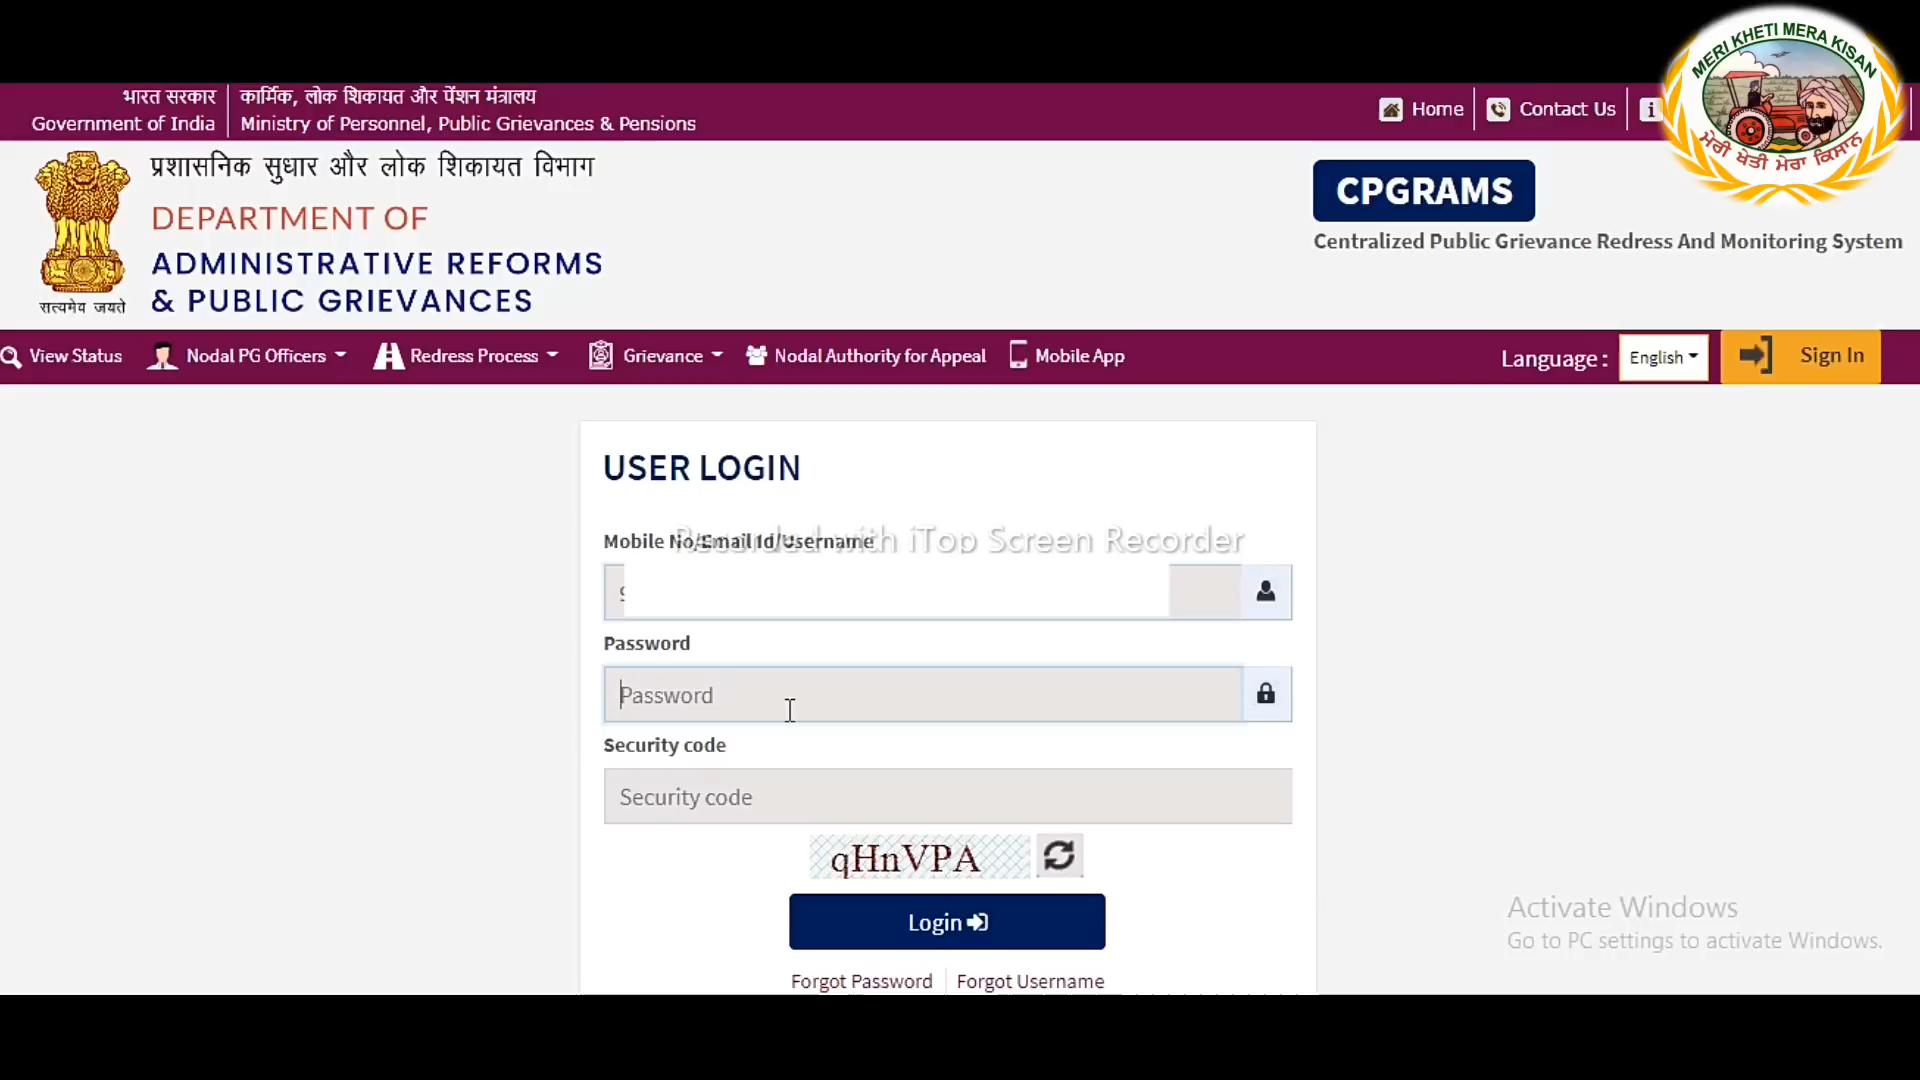 MERI KHETI MERA KISAN
ਮੇਰੀ ਖੇਤੀ ਮੇਰਾ ਕਿਸਾਨ
भारत सरकार
Government of India
कार्मिक, लोक शिकायत और पेंशन मंत्रालय
Ministry of Personnel, Public Grievances & Pensions
Home
Contact Us
प्रशासनिक सुधार और लोक शिकायत विभाग
DEPARTMENT OF
ADMINISTRATIVE REFORMS
& PUBLIC GRIEVANCES
सत्यमेव जयते
CPGRAMS
Centralized Public Grievance Redress And Monitoring System
View Status
Nodal PG Officers
Redress Process
Grievance
Nodal Authority for Appeal
Mobile App
Language :
English
Sign In
USER LOGIN
Mobile No/Email Id/Username
Recorded with iTop Screen Recorder
Password
Password
Security code
Security code
qHnVPA
Login
Forgot Password
Forgot Username
Activate Windows
Go to PC settings to activate Windows.